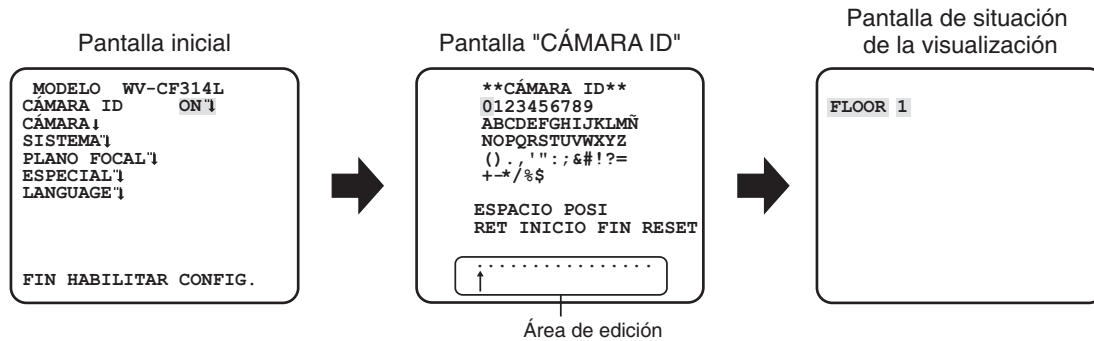 Pantalla inicial
MODELO WV-CF314L
CÁMARA ID ON
CÁMARA
SISTEMA
PLANO FOCAL
ESPECIAL
LANGUAGE
FIN HABILITAR CONFIG.
Pantalla "CÁMARA ID"
**CÁMARA ID**
0123456789
ABCDEFGHIJKLMÑ
NOPQRSTUVWXYZ
().,'":;&#!?=
+-*/%$
ESPACIO POSI
RET INICIO FIN RESET
................
Área de edición
Pantalla de situación
de la visualización
FLOOR 1